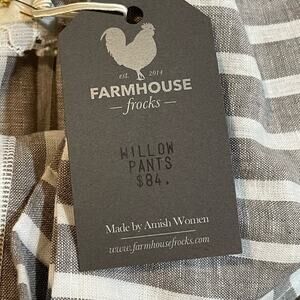 est. 2014
FARMHOUSE
frocks
WILLOW
PANTS
$84.
Made by Amish Women
www.farmhousefrocks.com